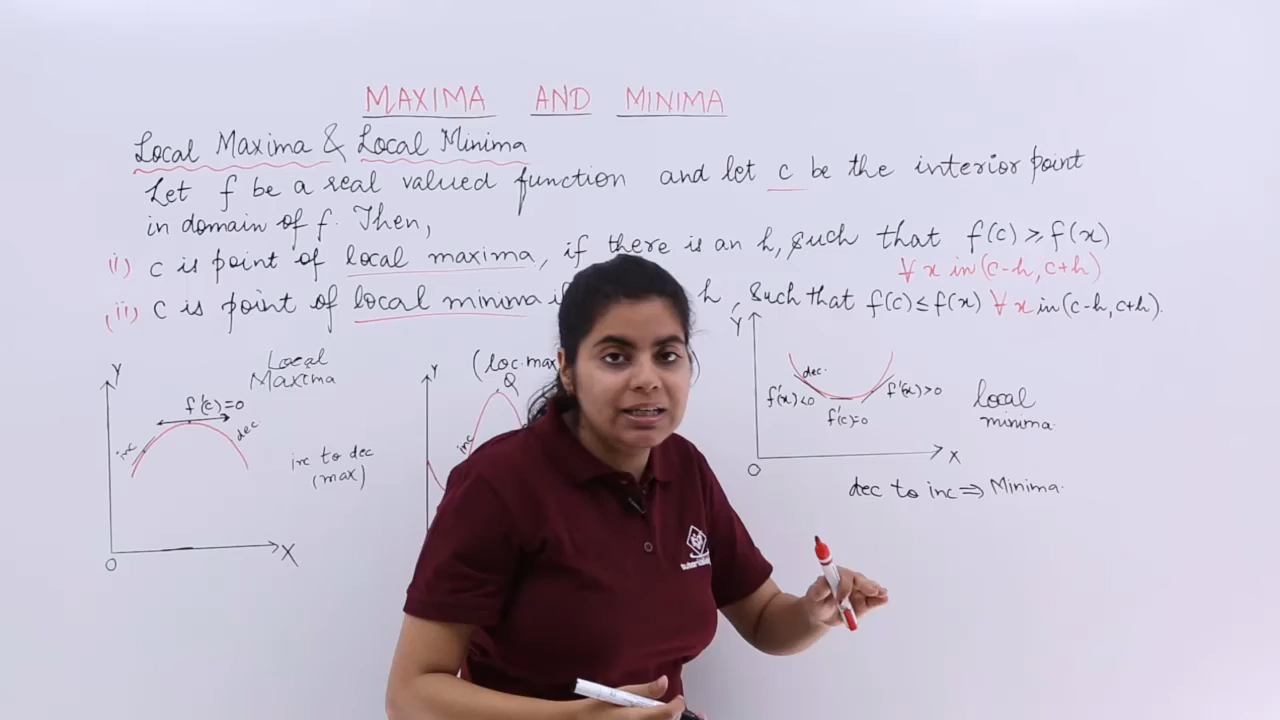 MAXIMA AND MINIMA
Local Maxima & Local Minima
Let f be a real valued function and let c be the interior point
in domain of f. Then,
(i) c is point of local maxima, if there is an h, such that f(c) ≥ f(x)
∀ x in (c-h, c+h)
(ii) c is point of local minima h, such that f(c) ≤ f(x) ∀ x in (c-h, c+h).
Y
Local
Maxima
f'(c)=0
inc
dec
inc to dec
(max)
O
X
Y
(loc. max
Q
inc
Y
dec.
f'(x)<0
f'(c)=0
f'(x)>0
local
minima
O
X
dec to inc ⇒ Minima.